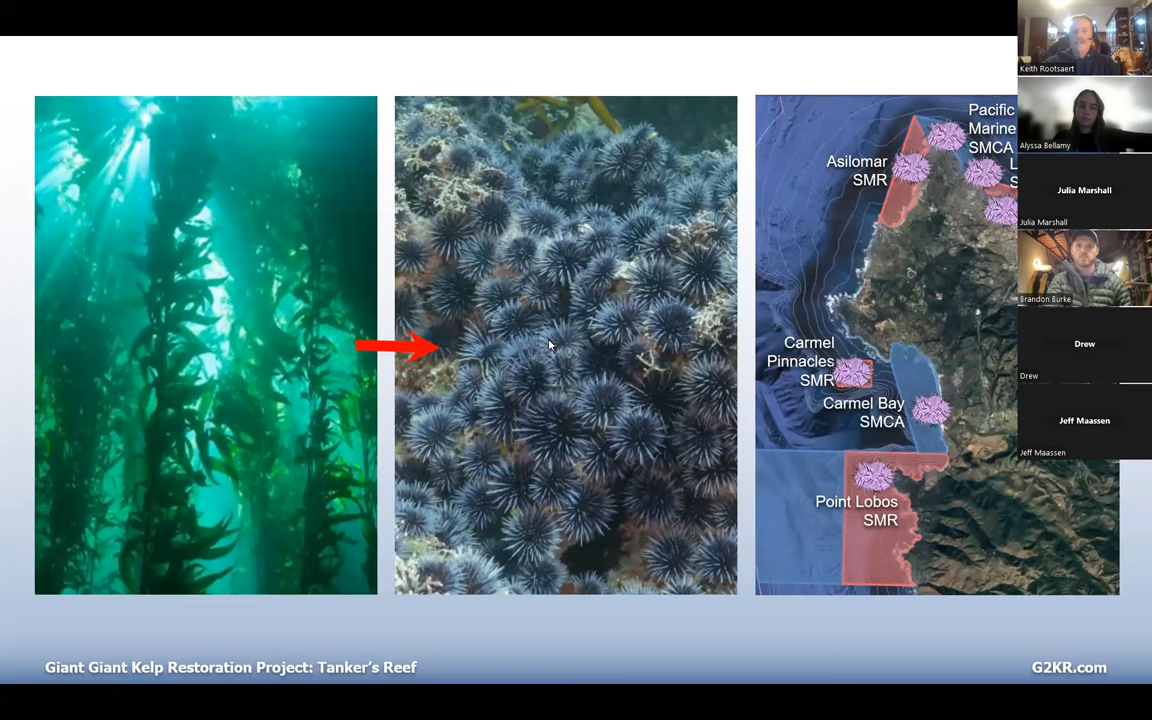 Pacific
Marine
SMCA
Asilomar
SMR
L
S
Carmel
Pinnacles
SMR
Carmel Bay
SMCA
Point Lobos
SMR
Giant Giant Kelp Restoration Project: Tanker’s Reef
G2KR.com
Keith Rootsaert
Alyssa Bellamy
Julia Marshall
Julia Marshall
Brandon Burke
Drew
Drew
Jeff Maassen
Jeff Maassen